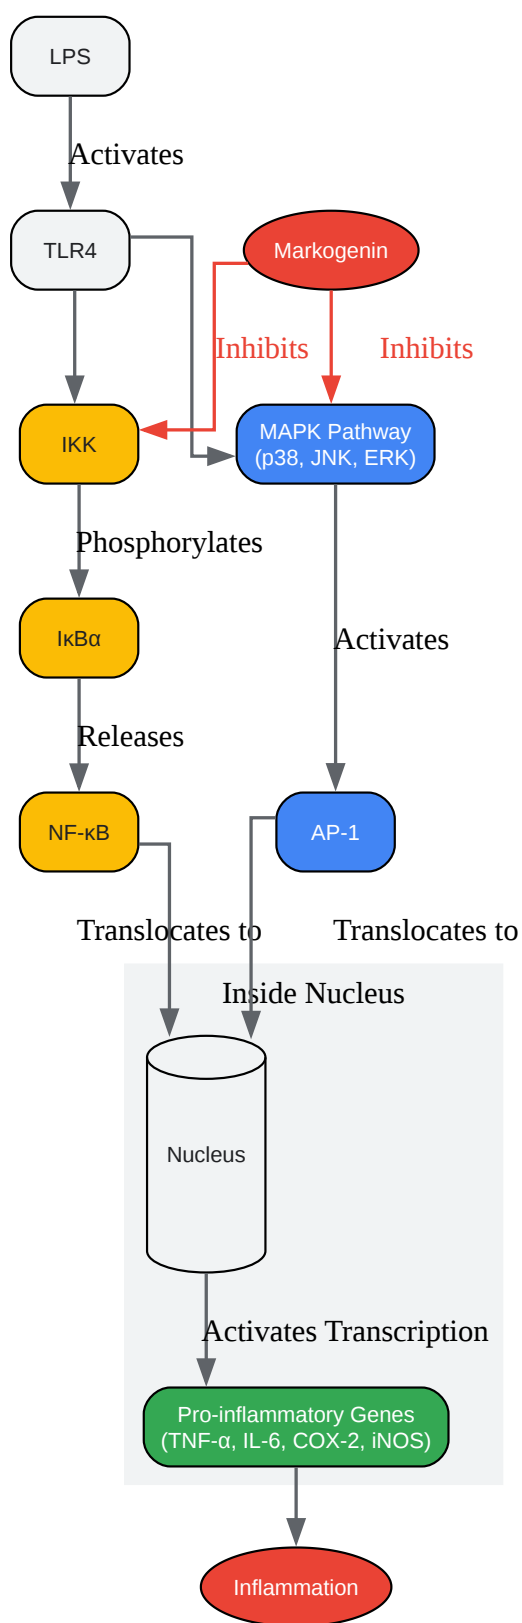 LPS
Activates
TLR4
Markogenin
Inhibits
Inhibits
IKK
MAPK Pathway
(p38, JNK, ERK)
Phosphorylates
IκBα
Activates
Releases
NF-κB
AP-1
Translocates to
Translocates to
Inside Nucleus
Nucleus
Activates Transcription
Pro-inflammatory Genes
(TNF-α, IL-6, COX-2, iNOS)
Inflammation